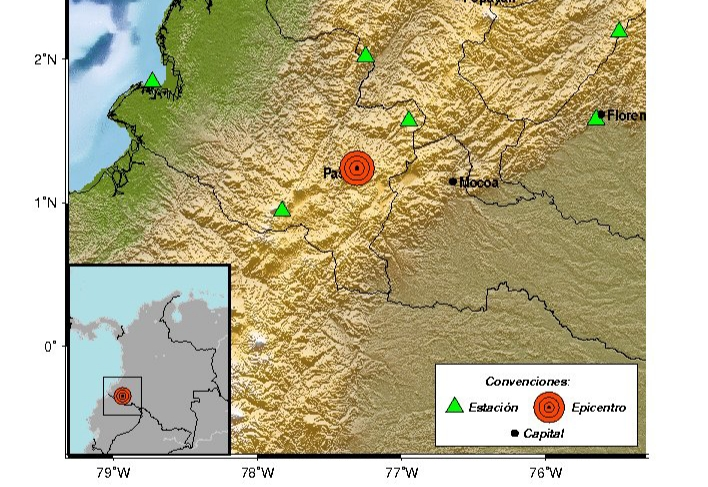 2°N
Floren
Pas
Mocoa
1°N
0°
Convenciones:
Estación
Epicentro
Capital
79°W
78°W
77°W
76°W